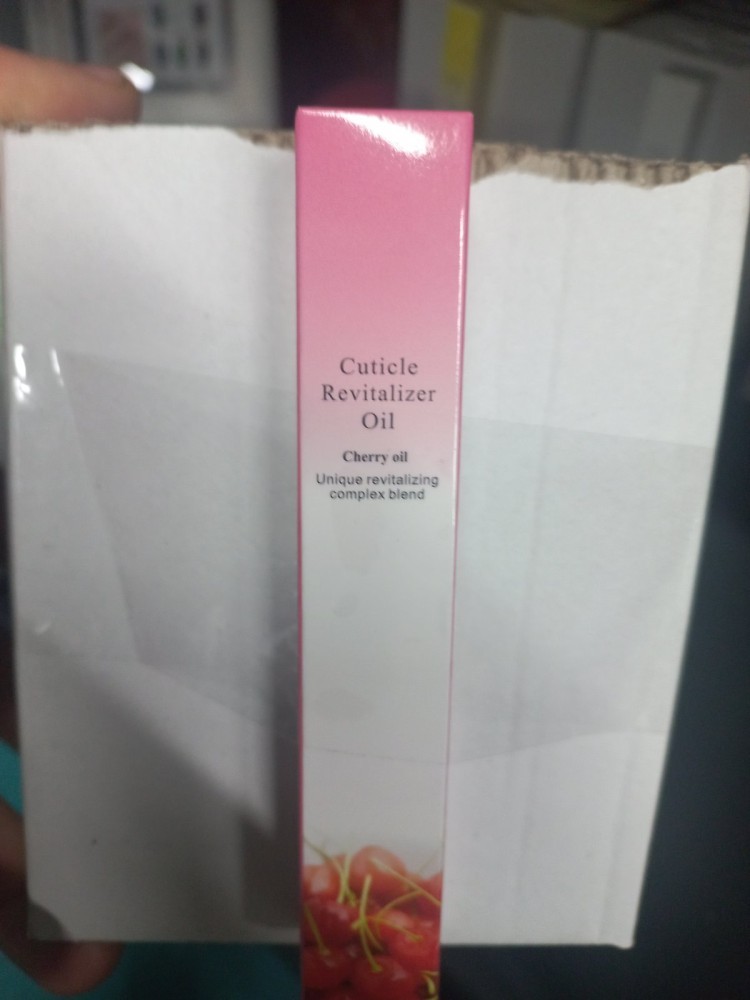 Cuticle
Revitalizer
Oil
Cherry oil
Unique revitalizing
complex blend